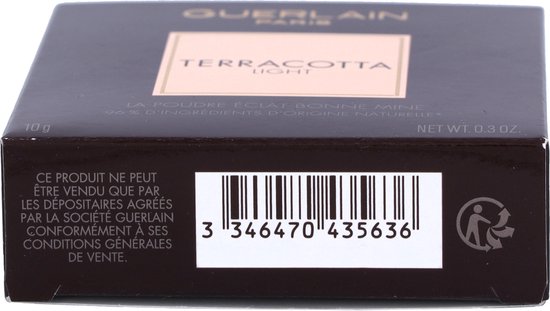 GUERLAIN
PARIS
TERRACOTTA
LIGHT
LA POUDRE ÉCLAT BONNE MINE
96 % D'INGRÉDIENTS D'ORIGINE NATURELLE*
10 g NET WT. 0.3 OZ.
CE PRODUIT NE PEUT
ÊTRE VENDU QUE PAR
LES DÉPOSITAIRES AGRÉÉS
PAR LA SOCIÉTÉ GUERLAIN
CONFORMÉMENT À SES
CONDITIONS GÉNÉRALES
DE VENTE.
3 346470 435636